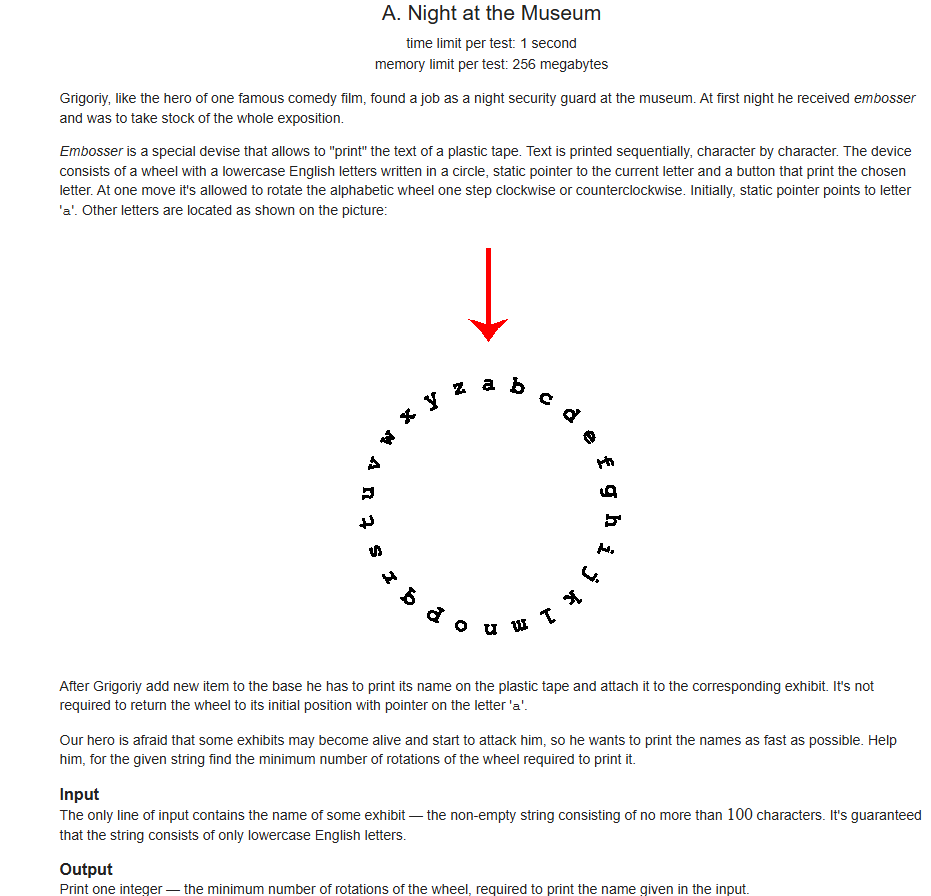 A. Night at the Museum
time limit per test: 1 second
memory limit per test: 256 megabytes
Grigoriy, like the hero of one famous comedy film, found a job as a night security guard at the museum. At first night he received embosser
and was to take stock of the whole exposition.
Embosser is a special devise that allows to "print" the text of a plastic tape. Text is printed sequentially, character by character. The device
consists of a wheel with a lowercase English letters written in a circle, static pointer to the current letter and a button that print the chosen
letter. At one move it's allowed to rotate the alphabetic wheel one step clockwise or counterclockwise. Initially, static pointer points to letter
'a'. Other letters are located as shown on the picture:
a b c d e f g h i j k l m n o p q r s t u v w x y z
After Grigoriy add new item to the base he has to print its name on the plastic tape and attach it to the corresponding exhibit. It's not
required to return the wheel to its initial position with pointer on the letter 'a'.
Our hero is afraid that some exhibits may become alive and start to attack him, so he wants to print the names as fast as possible. Help
him, for the given string find the minimum number of rotations of the wheel required to print it.
Input
The only line of input contains the name of some exhibit — the non-empty string consisting of no more than 100 characters. It's guaranteed
that the string consists of only lowercase English letters.
Output
Print one integer — the minimum number of rotations of the wheel, required to print the name given in the input.